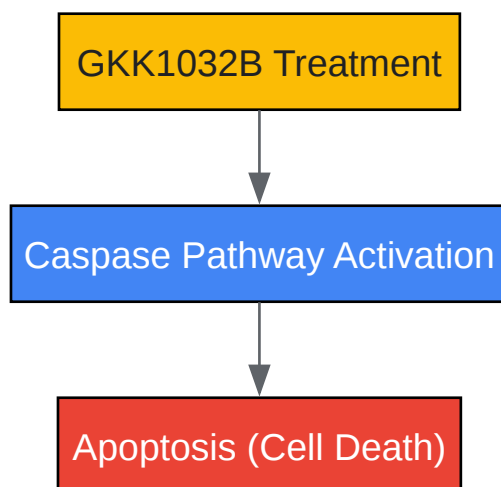 GKK1032B Treatment
Caspase Pathway Activation
Apoptosis (Cell Death)